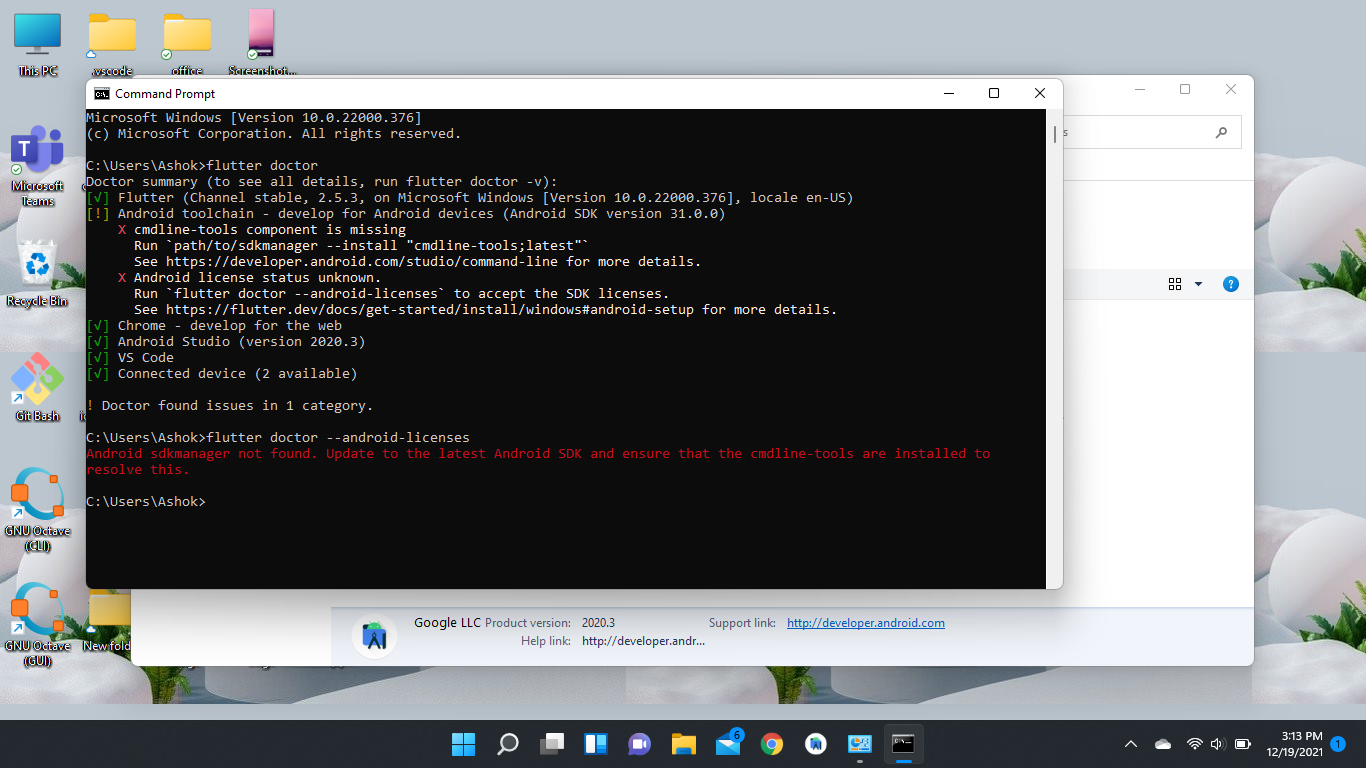 This PC
.vscode
office
Screenshot...
Command Prompt
Microsoft Windows [Version 10.0.22000.376]
(c) Microsoft Corporation. All rights reserved.
C:\Users\Ashok>flutter doctor
Doctor summary (to see all details, run flutter doctor -v):
[√] Flutter (Channel stable, 2.5.3, on Microsoft Windows [Version 10.0.22000.376], locale en-US)
[!] Android toolchain - develop for Android devices (Android SDK version 31.0.0)
X cmdline-tools component is missing
Run `path/to/sdkmanager --install "cmdline-tools;latest"`
See https://developer.android.com/studio/command-line for more details.
X Android license status unknown.
Run `flutter doctor --android-licenses` to accept the SDK licenses.
See https://flutter.dev/docs/get-started/install/windows#android-setup for more details.
[√] Chrome - develop for the web
[√] Android Studio (version 2020.3)
[√] VS Code
[√] Connected device (2 available)
! Doctor found issues in 1 category.
C:\Users\Ashok>flutter doctor --android-licenses
Android sdkmanager not found. Update to the latest Android SDK and ensure that the cmdline-tools are installed to
resolve this.
C:\Users\Ashok>
Microsoft
Teams
Recycle Bin
Git Bash
GNU Octave
(CLI)
GNU Octave
(GUI)
New fold
Google LLC Product version: 2020.3 Support link: http://developer.android.com
Help link: http://developer.andr...
6
3:13 PM
12/19/2021
1